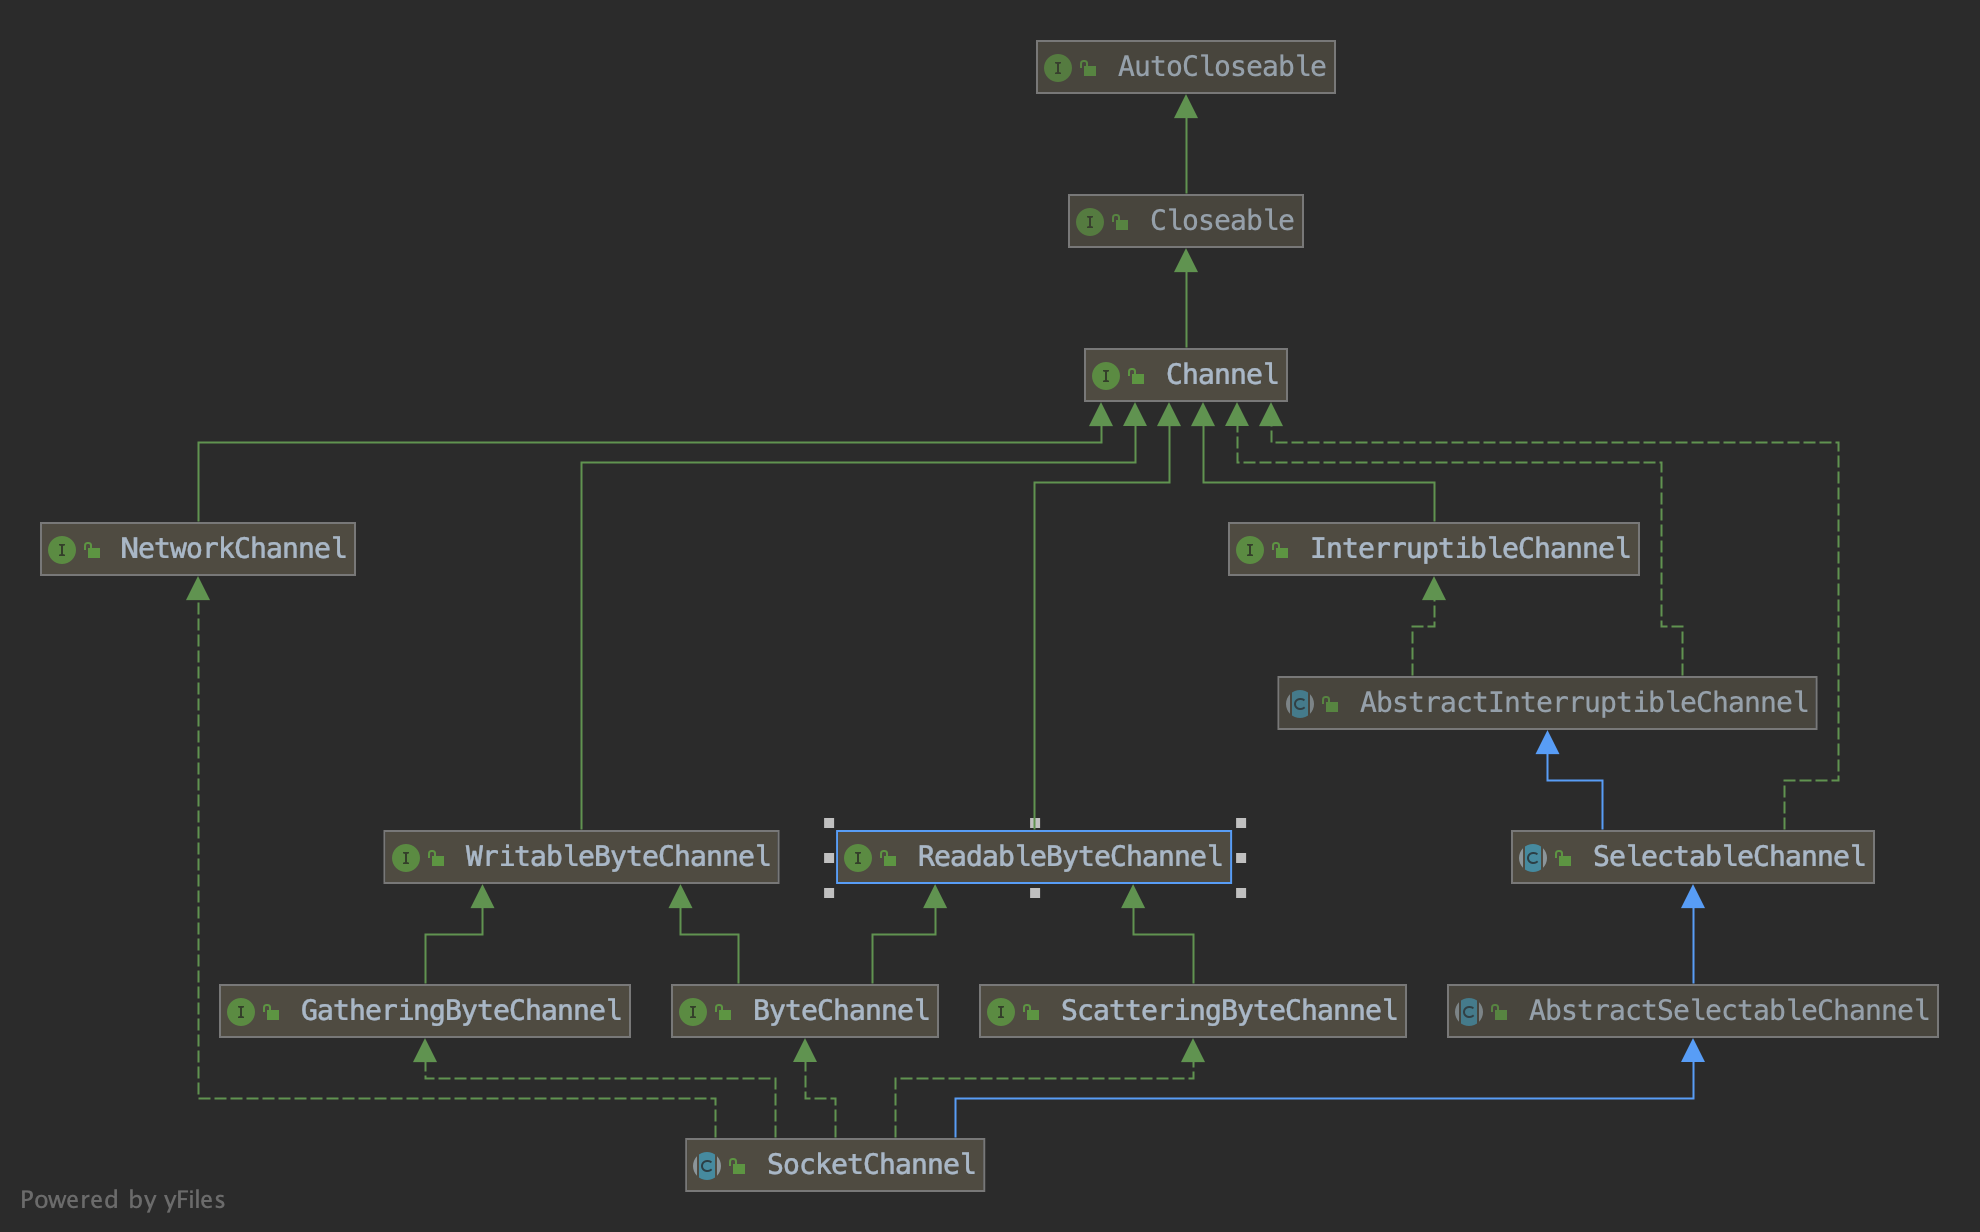 AutoCloseable
Closeable
Channel
NetworkChannel
InterruptibleChannel
AbstractInterruptibleChannel
WritableByteChannel
ReadableByteChannel
SelectableChannel
GatheringByteChannel
ByteChannel
ScatteringByteChannel
AbstractSelectableChannel
SocketChannel
Powered by yFiles